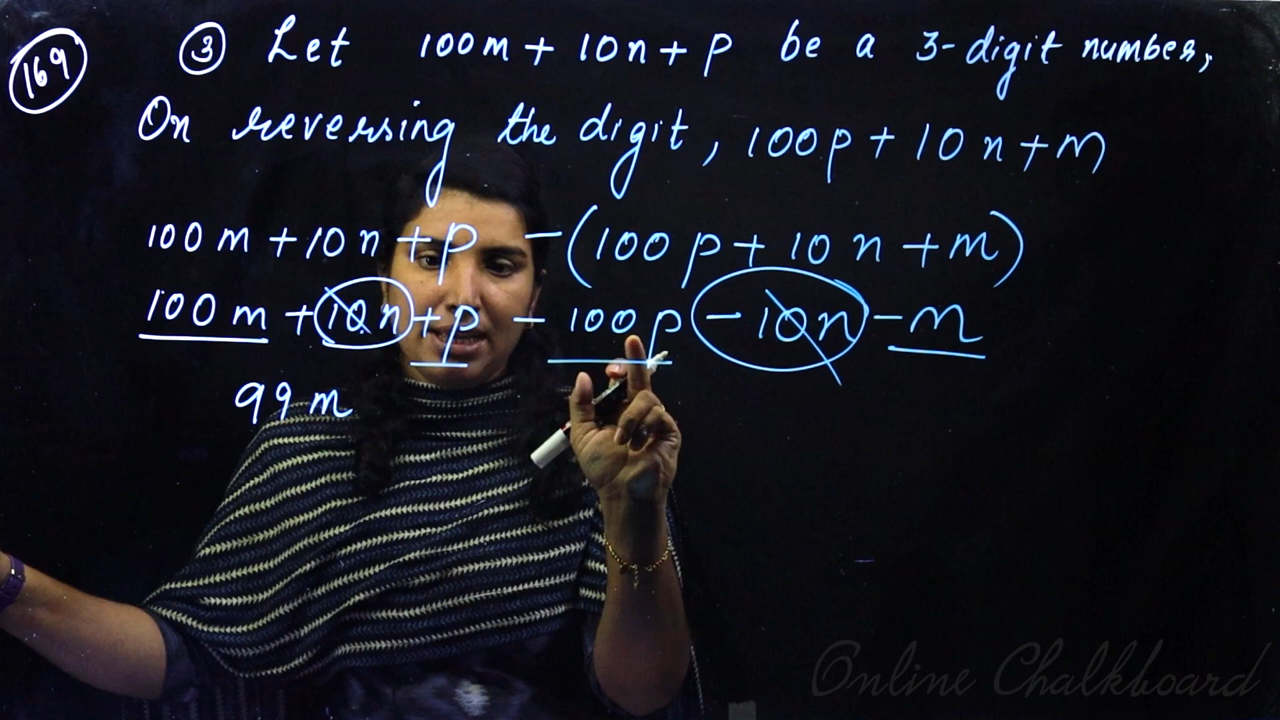 169
③ Let 100m + 10n + p be a 3-digit number,
On reversing the digit, 100p + 10n + m
100m + 10n + p - (100p + 10n + m)
100m + 10n + p - 100p - 10n - m
99m
Online Chalkboard